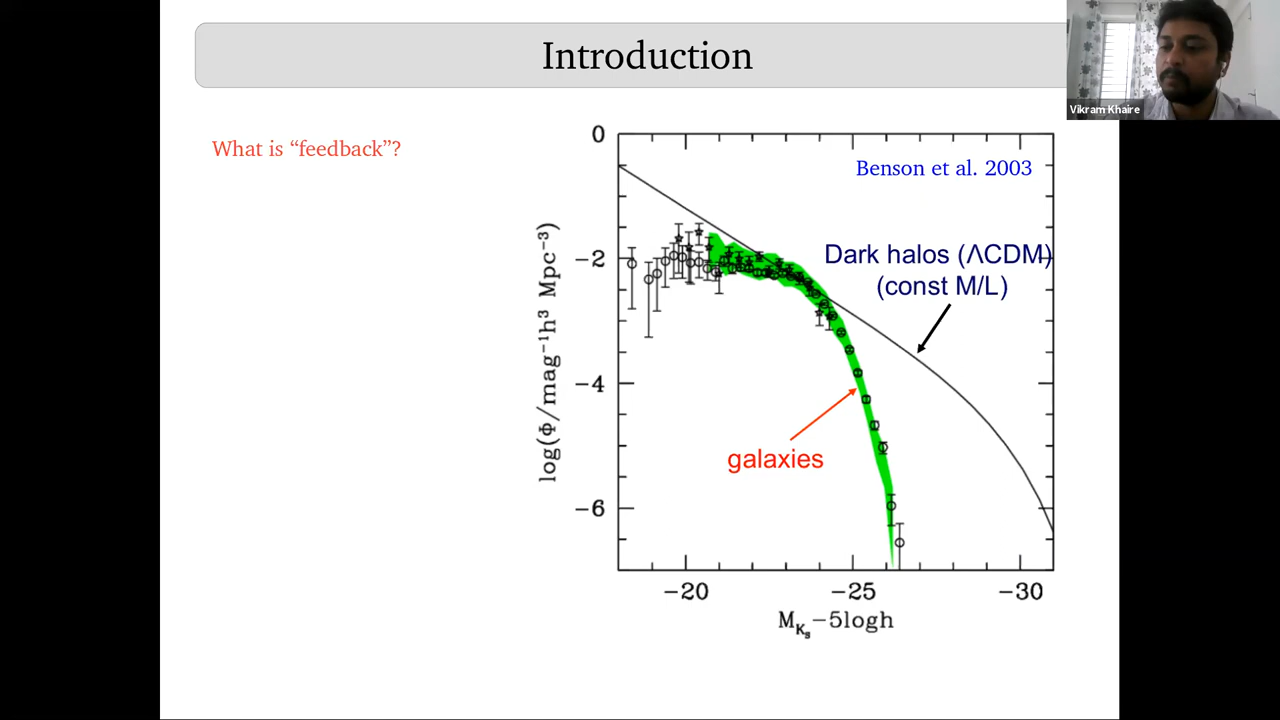 Introduction
Vikram Khaire
What is “feedback”?
Benson et al. 2003
Dark halos (ΛCDM)
(const M/L)
galaxies
0
−2
−4
−6
log(Φ/mag⁻¹h³ Mpc⁻³)
−20
−25
−30
M_Kₛ−5logh